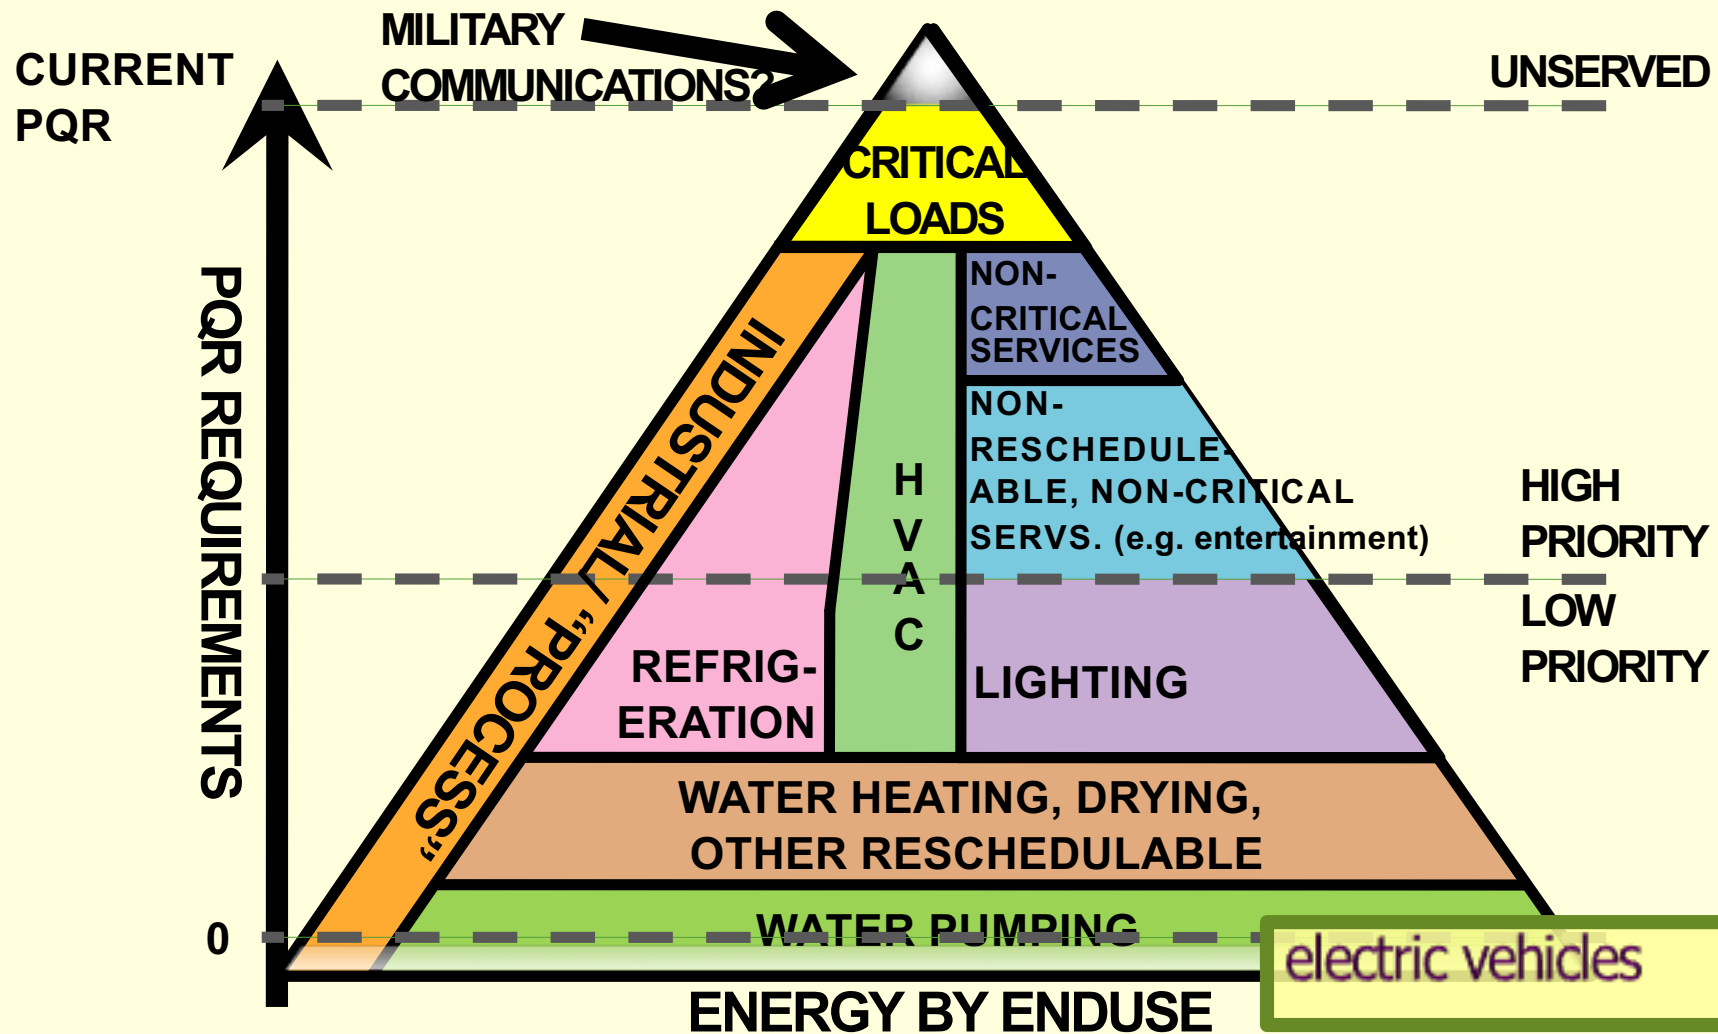 MILITARY
COMMUNICATIONS?
CURRENT
PQR
UNSERVED
CRITICAL
LOADS
PQR REQUIREMENTS
INDUSTRIAL / “PROCESS”
NON-
CRITICAL
SERVICES
NON-
RESCHEDULE-
ABLE, NON-CRITICAL
SERVS. (e.g. entertainment)
H
V
A
C
HIGH
PRIORITY
LOW
PRIORITY
REFRIG-
ERATION
LIGHTING
WATER HEATING, DRYING,
OTHER RESCHEDULABLE
WATER PUMPING
0
electric vehicles
ENERGY BY ENDUSE